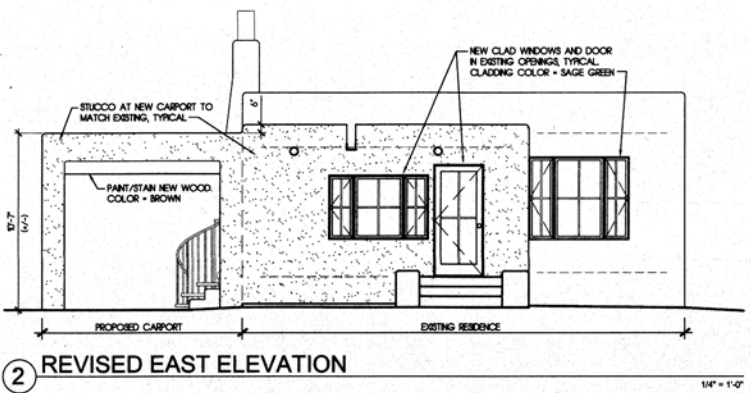 NEW CLAD WINDOWS AND DOOR
IN EXISTING OPENINGS, TYPICAL.
CLADDING COLOR = SAGE GREEN
6"
STUCCO AT NEW CARPORT TO
MATCH EXISTING, TYPICAL
PAINT/STAIN NEW WOOD.
COLOR = BROWN
10'-7"
(+/-)
PROPOSED CARPORT
EXISTING RESIDENCE
2 REVISED EAST ELEVATION
1/4" = 1'-0"